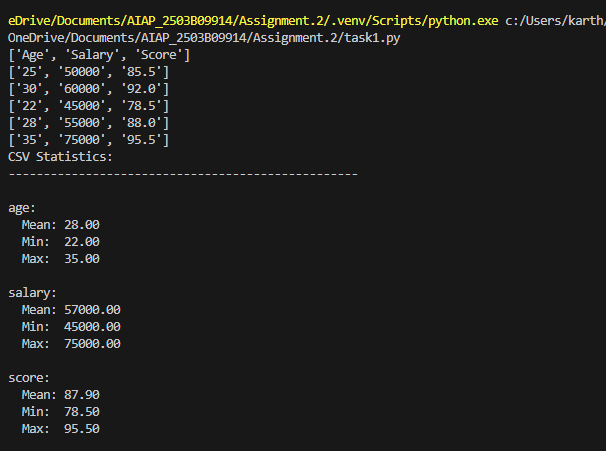 eDrive/Documents/AIAP_2503B09914/Assignment.2/.venv/Scripts/python.exe c:/Users/karth/
OneDrive/Documents/AIAP_2503B09914/Assignment.2/task1.py
['Age', 'Salary', 'Score']
['25', '50000', '85.5']
['30', '60000', '92.0']
['22', '45000', '78.5']
['28', '55000', '88.0']
['35', '75000', '95.5']
CSV Statistics:
--------------------------------------------------
age:
  Mean: 28.00
  Min:  22.00
  Max:  35.00
salary:
  Mean: 57000.00
  Min:  45000.00
  Max:  75000.00
score:
  Mean: 87.90
  Min:  78.50
  Max:  95.50